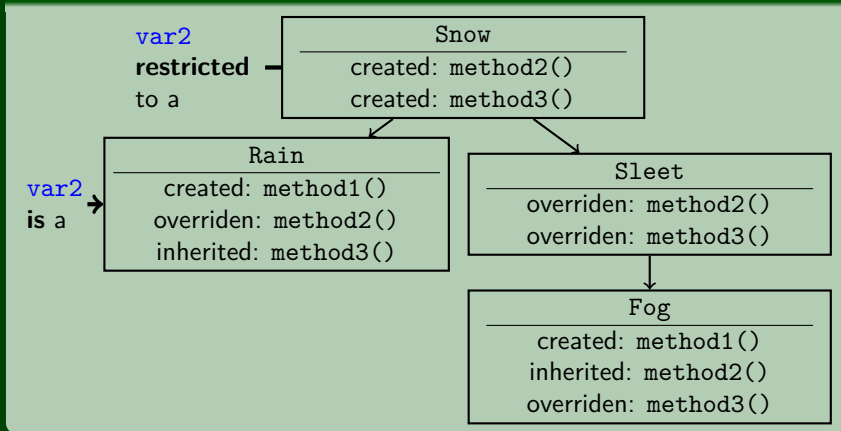 var2
restricted
to a
Snow
created: method2()
created: method3()
var2
is a
Rain
created: method1()
overriden: method2()
inherited: method3()
Sleet
overriden: method2()
overriden: method3()
Fog
created: method1()
inherited: method2()
overriden: method3()